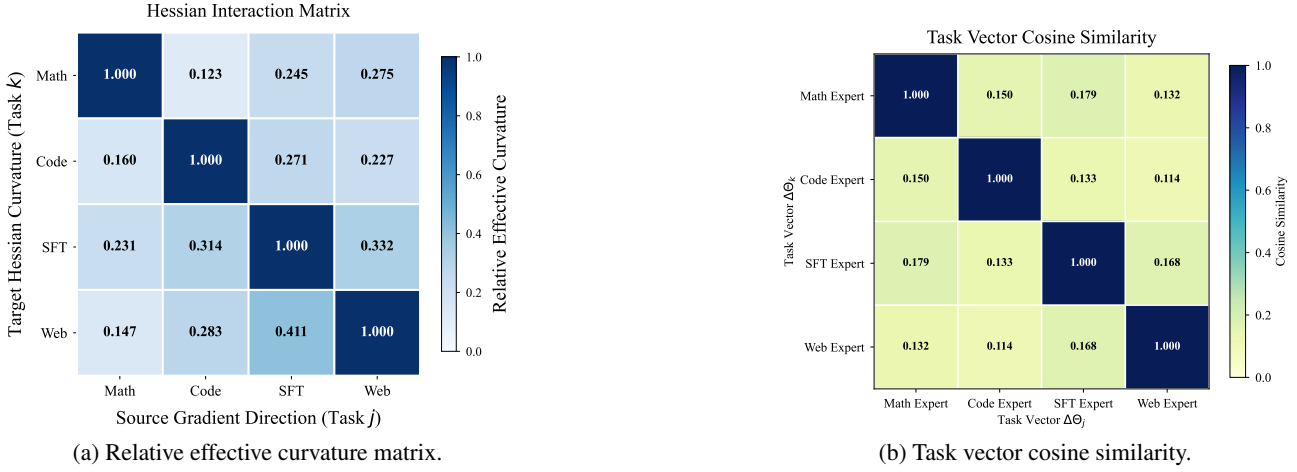 Hessian Interaction Matrix
Target Hessian Curvature (Task k)
Math
1.000 0.123 0.245 0.275
Code
0.160 1.000 0.271 0.227
SFT
0.231 0.314 1.000 0.332
Web
0.147 0.283 0.411 1.000
Math Code SFT Web
Source Gradient Direction (Task j)
1.0
0.8
0.6
0.4
0.2
0.0
Relative Effective Curvature
(a) Relative effective curvature matrix.
Task Vector Cosine Similarity
Task Vector ΔΘk
Math Expert
1.000 0.150 0.179 0.132
Code Expert
0.150 1.000 0.133 0.114
SFT Expert
0.179 0.133 1.000 0.168
Web Expert
0.132 0.114 0.168 1.000
Math Expert Code Expert SFT Expert Web Expert
Task Vector ΔΘj
1.0
0.8
0.6
0.4
0.2
0.0
Cosine Similarity
(b) Task vector cosine similarity.